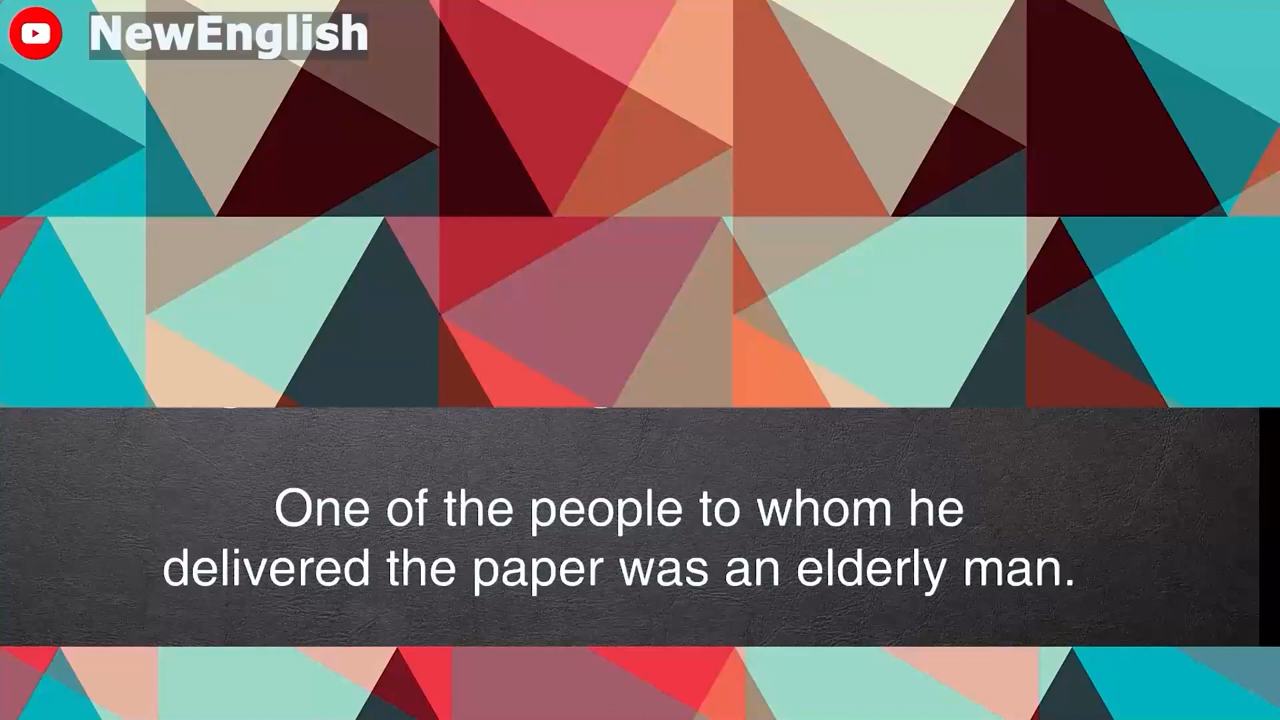 NewEnglish
One of the people to whom he
delivered the paper was an elderly man.